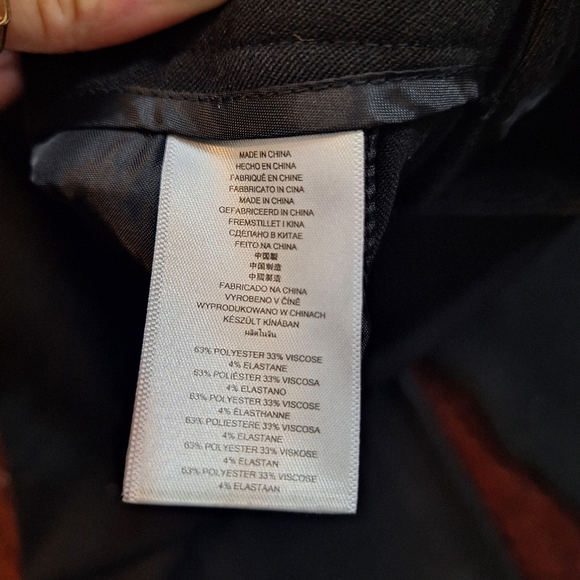 MADE IN CHINA
HECHO EN CHINA
FABRIQUÉ EN CHINE
FABBRICATO IN CINA
MADE IN CHINA
GEFABRICEERD IN CHINA
FREMSTILLET I KINA
СДЕЛАНО В КИТАЕ
FEITO NA CHINA
中国製
中国制造
中國製造
FABRICADO NA CHINA
VYROBENO V ČÍNĚ
WYPRODUKOWANO W CHINACH
KÉSZÜLT KÍNÁBAN
ผลิตในจีน
63% POLYESTER 33% VISCOSE
4% ELASTANE
63% POLIÉSTER 33% VISCOSA
4% ELASTANO
63% POLYESTER 33% VISCOSE
4% ÉLASTHANNE
63% POLIESTERE 33% VISCOSA
4% ELASTANE
63% POLYESTER 33% VISKOSE
4% ELASTAN
63% POLYESTER 33% VISCOSE
4% ELASTAAN